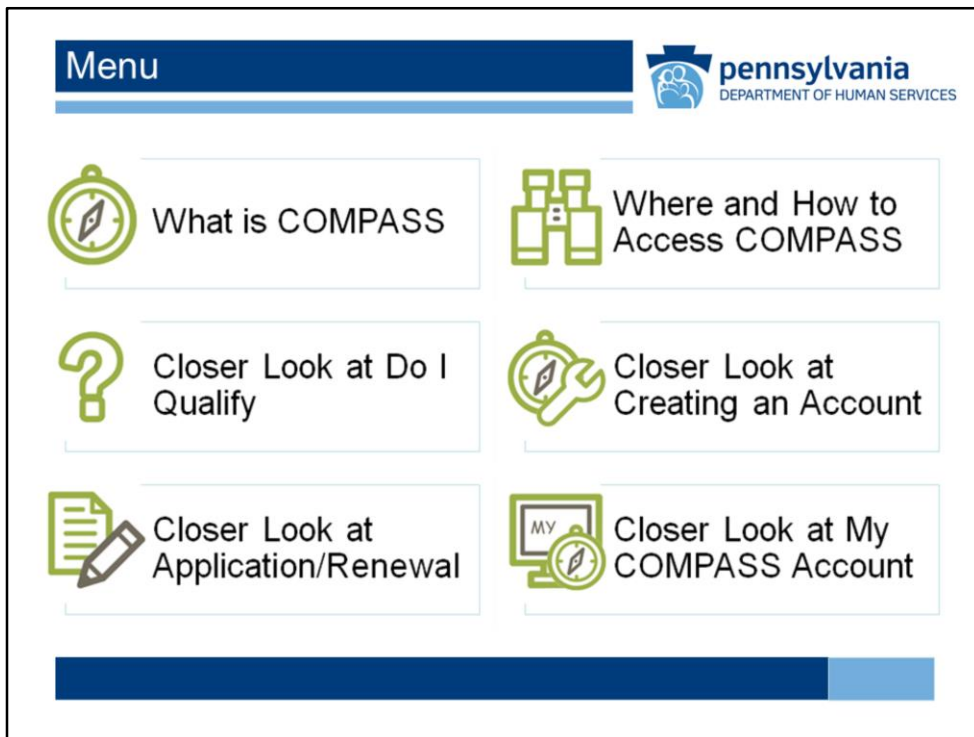 Menu
pennsylvania
DEPARTMENT OF HUMAN SERVICES
What is COMPASS
Where and How to
Access COMPASS
Closer Look at Do I
Qualify
Closer Look at
Creating an Account
Closer Look at
Application/Renewal
MY
Closer Look at My
COMPASS Account